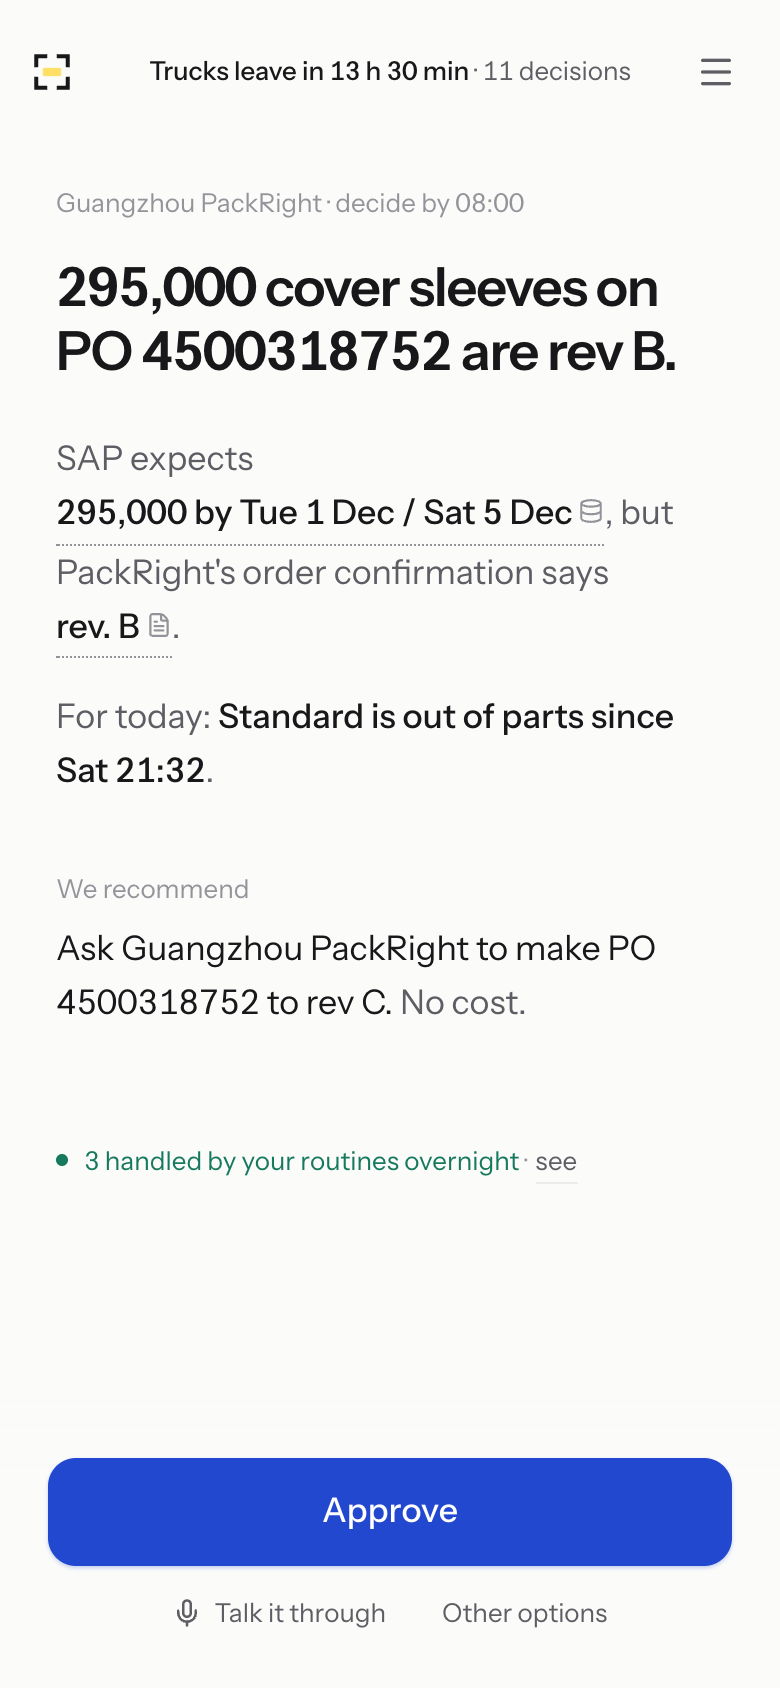 Trucks leave in 13 h 30 min · 11 decisions
Guangzhou PackRight · decide by 08:00
295,000 cover sleeves on
PO 4500318752 are rev B.
SAP expects
295,000 by Tue 1 Dec / Sat 5 Dec , but
PackRight's order confirmation says
rev. B .
For today: Standard is out of parts since
Sat 21:32.
We recommend
Ask Guangzhou PackRight to make PO
4500318752 to rev C. No cost.
3 handled by your routines overnight · see
Approve
Talk it through Other options